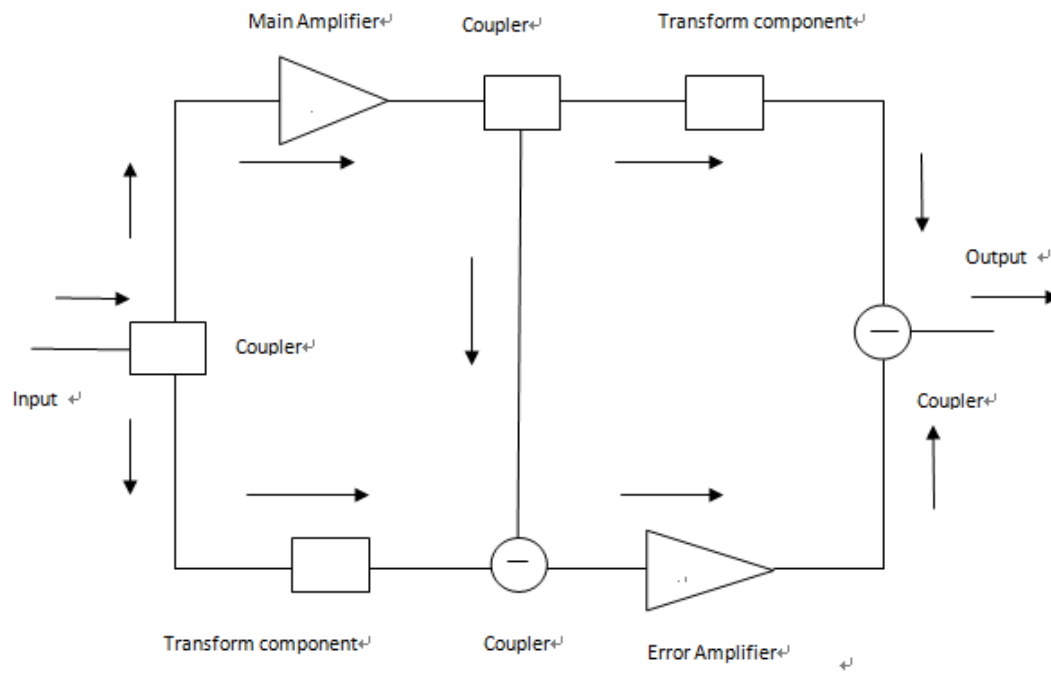 Main Amplifier↵
Coupler↵
Transform component↵
Output ↵
Coupler↵
Input ↵
Coupler↵
Transform component↵
Coupler↵
Error Amplifier↵
↵